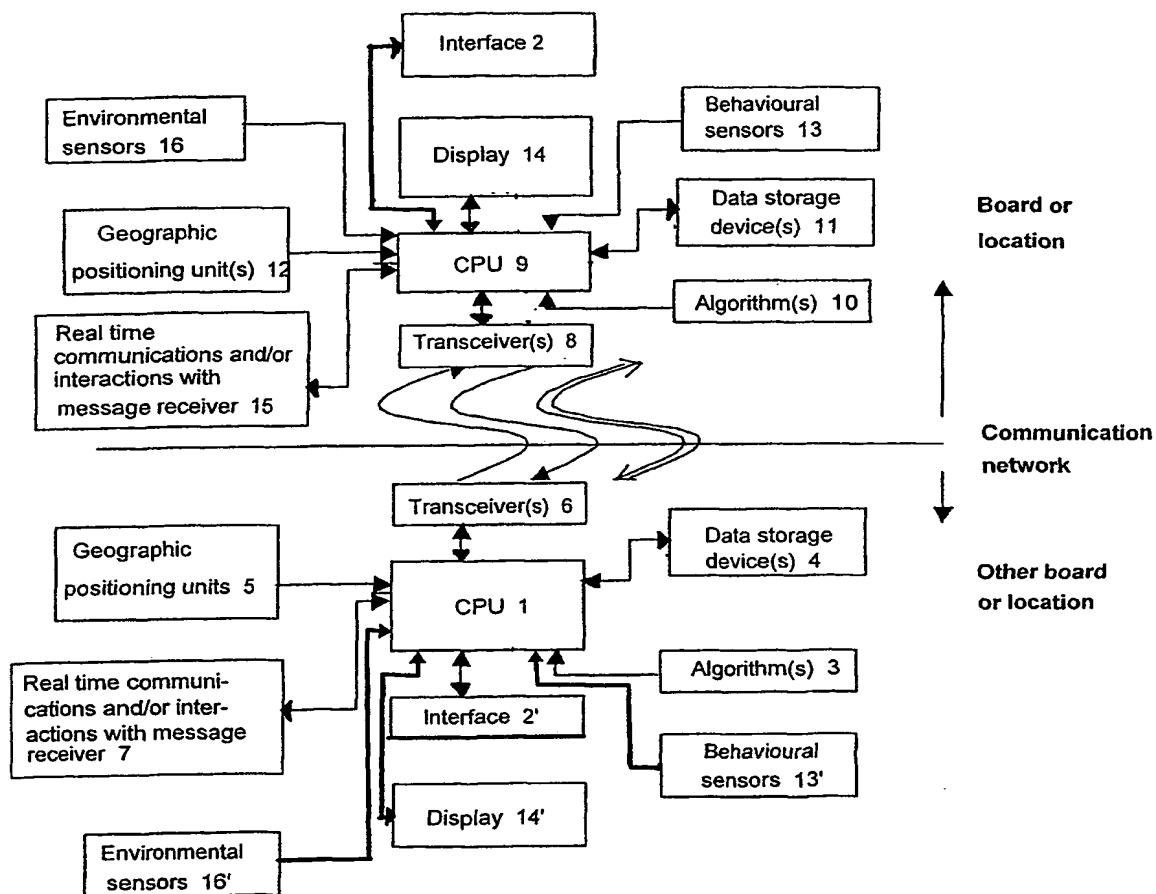 Interface 2
Environmental
sensors 16
Behavioural
sensors 13
Display 14
Data storage
device(s) 11
Board or
location
Geographic
positioning unit(s) 12
CPU 9
Algorithm(s) 10
Real time
communications and/or
interactions with
message receiver 15
Transceiver(s) 8
Communication
network
Transceiver(s) 6
Data storage
device(s) 4
Geographic
positioning units 5
CPU 1
Other board
or location
Algorithm(s) 3
Real time communi-
cations and/or inter-
actions with message
receiver 7
Interface 2'
Behavioural
sensors 13'
Display 14'
Environmental
sensors 16'